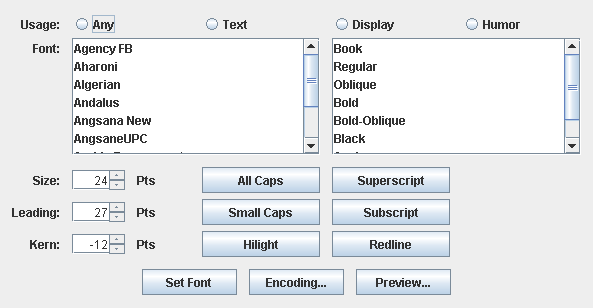 Usage: Any Text Display Humor
Font: Agency FB Book
Aharoni Regular
Algerian Oblique
Andalus Bold
Angsana New Bold-Oblique
AngsaneUPC Black
Size: 24 Pts All Caps Superscript
Leading: 27 Pts Small Caps Subscript
Kern: -12 Pts Hilight Redline
Set Font Encoding... Preview...